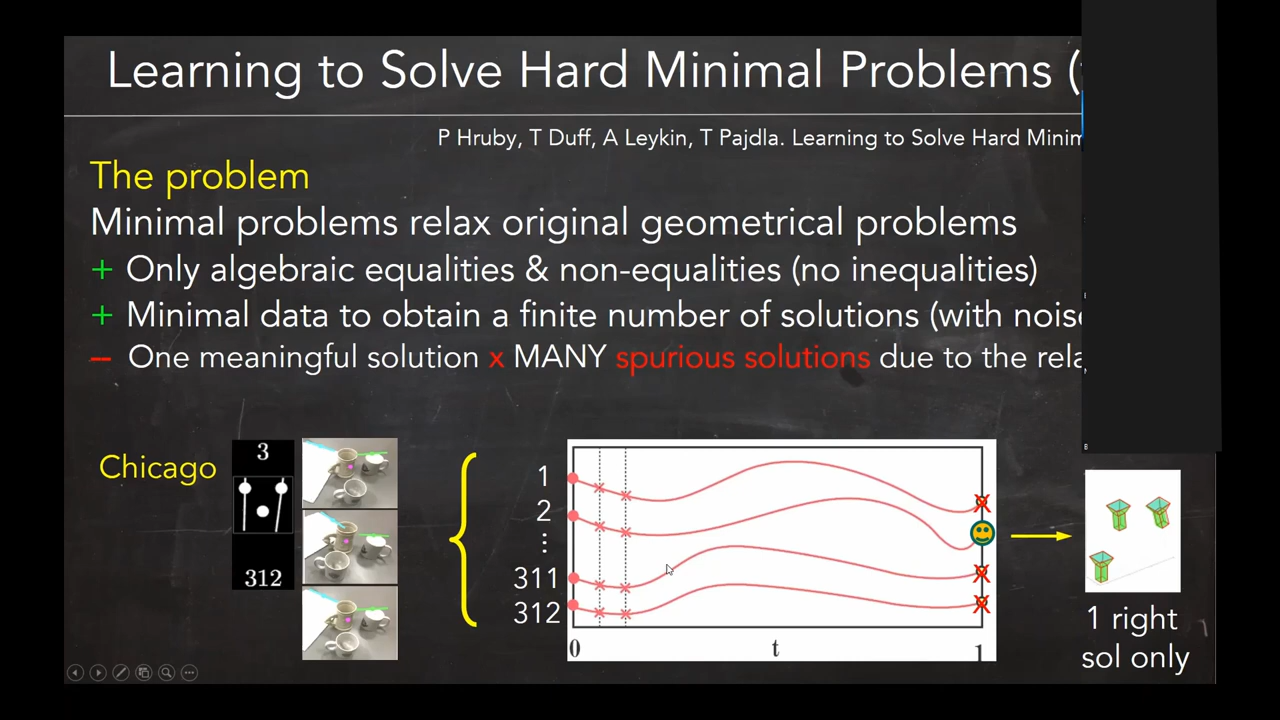 Learning to Solve Hard Minimal Problems (
P Hruby, T Duff, A Leykin, T Pajdla. Learning to Solve Hard
The problem
Minimal problems relax original geometrical problems
+ Only algebraic equalities & non-equalities (no inequalities)
+ Minimal data to obtain a finite number of solutions (with
– One meaningful solution x MANY spurious solutions due to the
Chicago
3
312
1
2
⋮
311
312
0
t
1
1 right
sol only